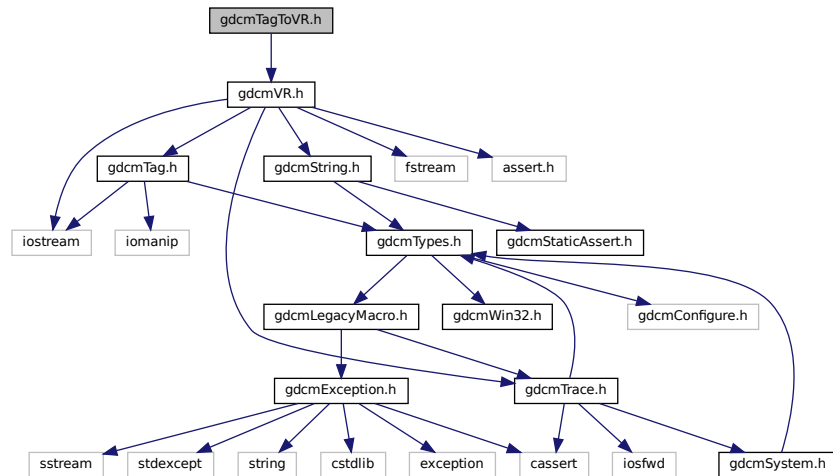 gdcmTagToVR.h
gdcmVR.h
gdcmTag.h
gdcmString.h
fstream
assert.h
iostream
iomanip
gdcmTypes.h
gdcmStaticAssert.h
gdcmLegacyMacro.h
gdcmWin32.h
gdcmConfigure.h
gdcmException.h
gdcmTrace.h
sstream
stdexcept
string
cstdlib
exception
cassert
iosfwd
gdcmSystem.h